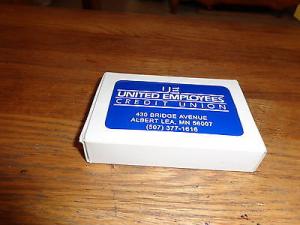 UE
UNITED EMPLOYEES
CREDIT UNION
430 BRIDGE AVENUE
ALBERT LEA, MN 56007
(507) 377-1616